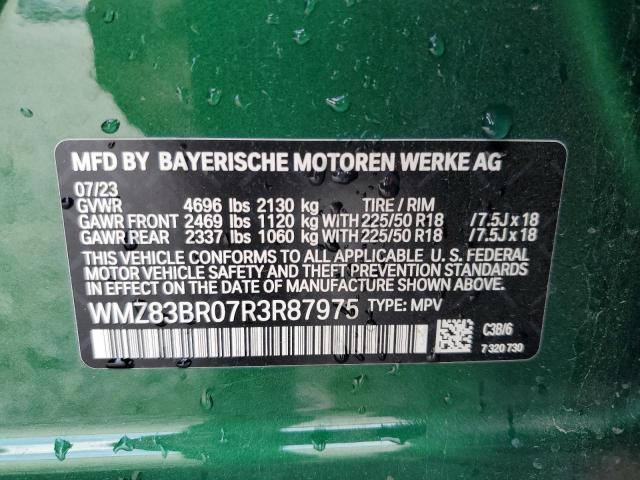 MFD BY BAYERISCHE MOTOREN WERKE AG
07/23
GVWR 4696 lbs 2130 kg TIRE / RIM
GAWR FRONT 2469 lbs 1120 kg WITH 225/50 R18 /7.5J x 18
GAWR REAR 2337 lbs 1060 kg WITH 225/50 R18 /7.5J x 18
THIS VEHICLE CONFORMS TO ALL APPLICABLE U. S. FEDERAL
MOTOR VEHICLE SAFETY AND THEFT PREVENTION STANDARDS
IN EFFECT ON THE DATE OF MANUFACTURE SHOWN ABOVE.
WMZ83BR07R3R87975 TYPE: MPV
C38/6
7 320 730